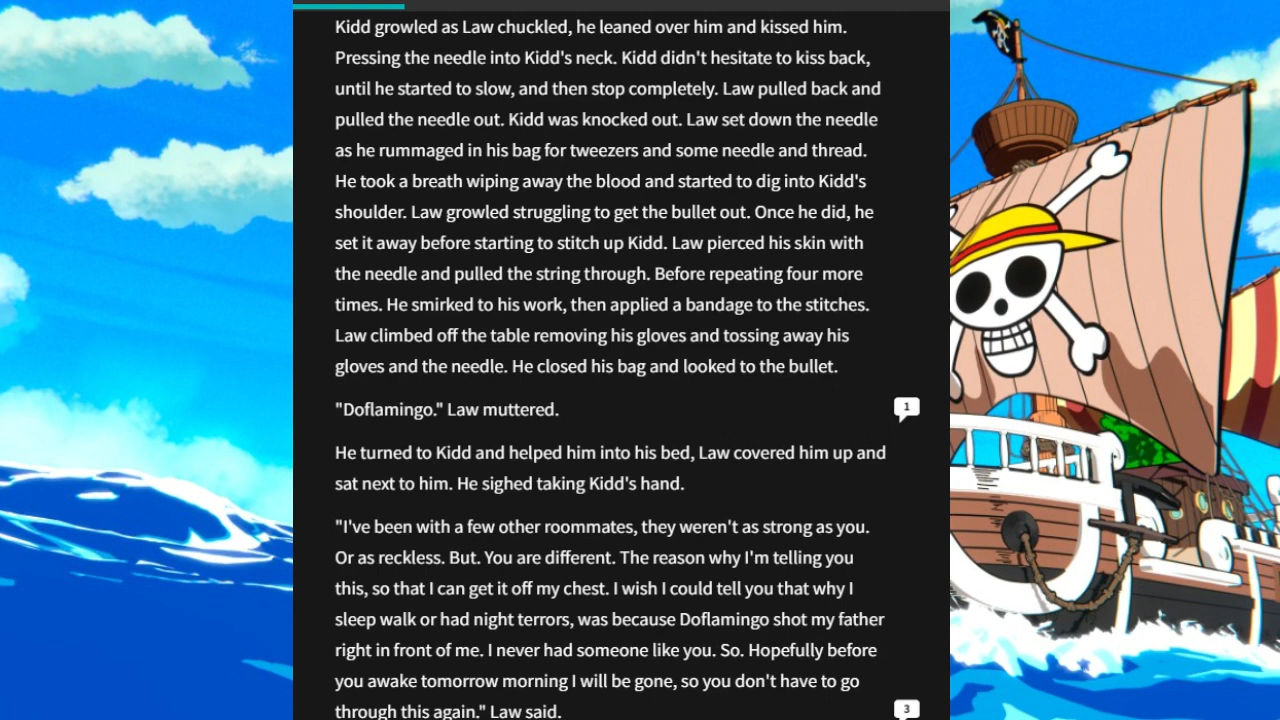 Kidd growled as Law chuckled, he leaned over him and kissed him.
Pressing the needle into Kidd's neck. Kidd didn't hesitate to kiss back,
until he started to slow, and then stop completely. Law pulled back and
pulled the needle out. Kidd was knocked out. Law set down the needle
as he rummaged in his bag for tweezers and some needle and thread.
He took a breath wiping away the blood and started to dig into Kidd's
shoulder. Law growled struggling to get the bullet out. Once he did, he
set it away before starting to stitch up Kidd. Law pierced his skin with
the needle and pulled the string through. Before repeating four more
times. He smirked to his work, then applied a bandage to the stitches.
Law climbed off the table removing his gloves and tossing away his
gloves and the needle. He closed his bag and looked to the bullet.
"Doflamingo." Law muttered.
1
He turned to Kidd and helped him into his bed, Law covered him up and
sat next to him. He sighed taking Kidd's hand.
"I've been with a few other roommates, they weren't as strong as you.
Or as reckless. But. You are different. The reason why I'm telling you
this, so that I can get it off my chest. I wish I could tell you that why I
sleep walk or had night terrors, was because Doflamingo shot my father
right in front of me. I never had someone like you. So. Hopefully before
you awake tomorrow morning I will be gone, so you don't have to go
through this again." Law said.
3